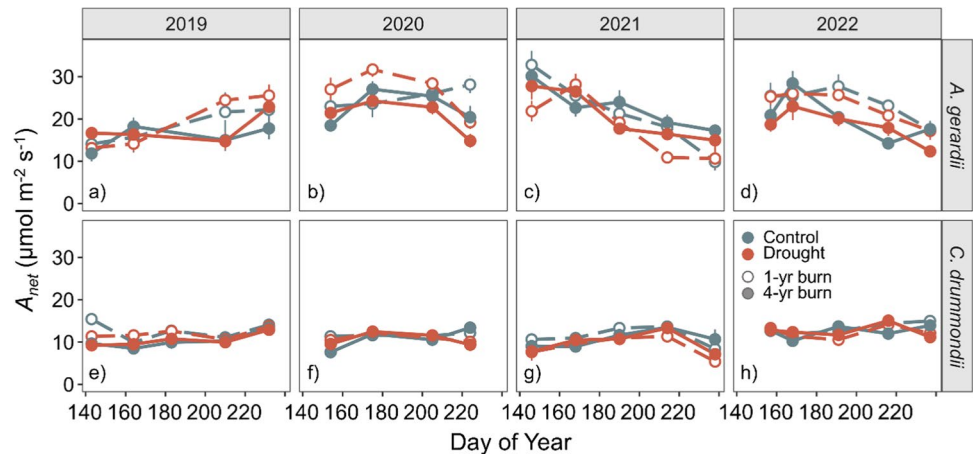 2019 2020 2021 2022
30
20
10
0
a) b) c) d)
A. gerardii
Anet (µmol m-2 s-1)
30
20
10
0
Control
Drought
1-yr burn
4-yr burn
e) f) g) h)
C. drummondii
140 160 180 200 220 140 160 180 200 220 140 160 180 200 220 140 160 180 200 220
Day of Year